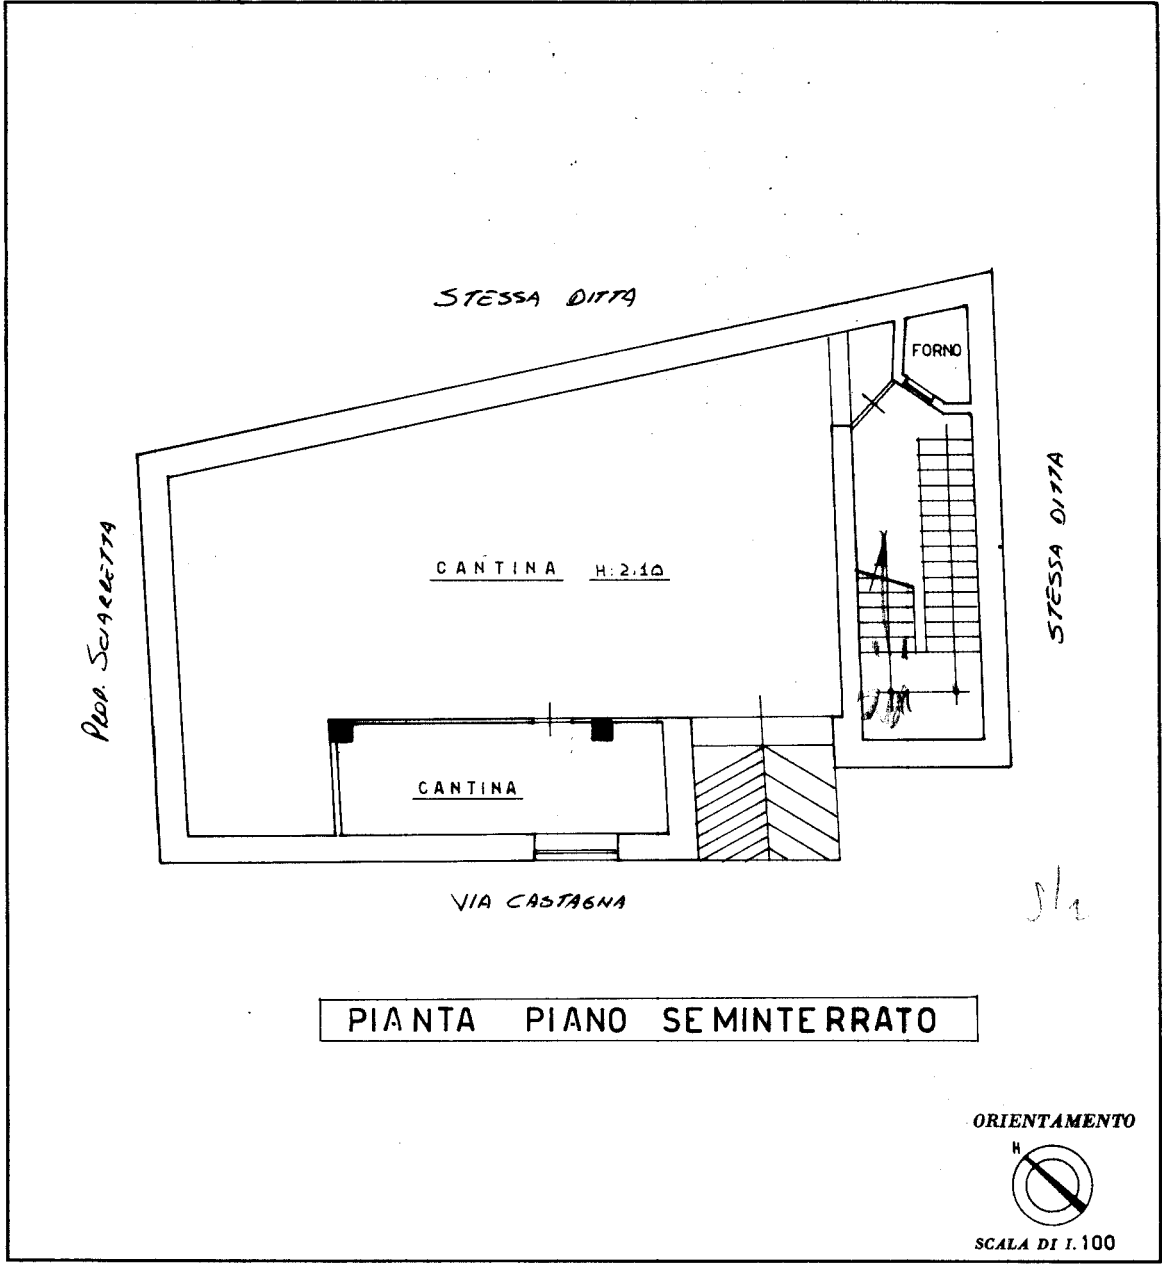 STESSA DITTA
FORNO
CANTINA H:2.10
STESSA DITTA
PROP. SCIARRETTA
CANTINA
VIA CASTAGNA
PIANTA PIANO SEMINTERRATO
ORIENTAMENTO
N
SCALA DI 1.100